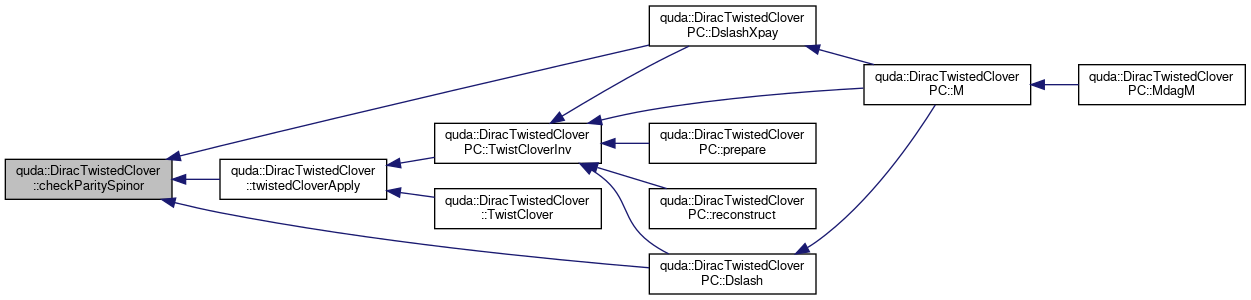 quda::DiracTwistedClover
::checkParitySpinor
quda::DiracTwistedClover
::twistedCloverApply
quda::DiracTwistedClover
PC::TwistCloverInv
quda::DiracTwistedClover
::TwistClover
quda::DiracTwistedClover
PC::DslashXpay
quda::DiracTwistedClover
PC::prepare
quda::DiracTwistedClover
PC::reconstruct
quda::DiracTwistedClover
PC::Dslash
quda::DiracTwistedClover
PC::M
quda::DiracTwistedClover
PC::MdagM